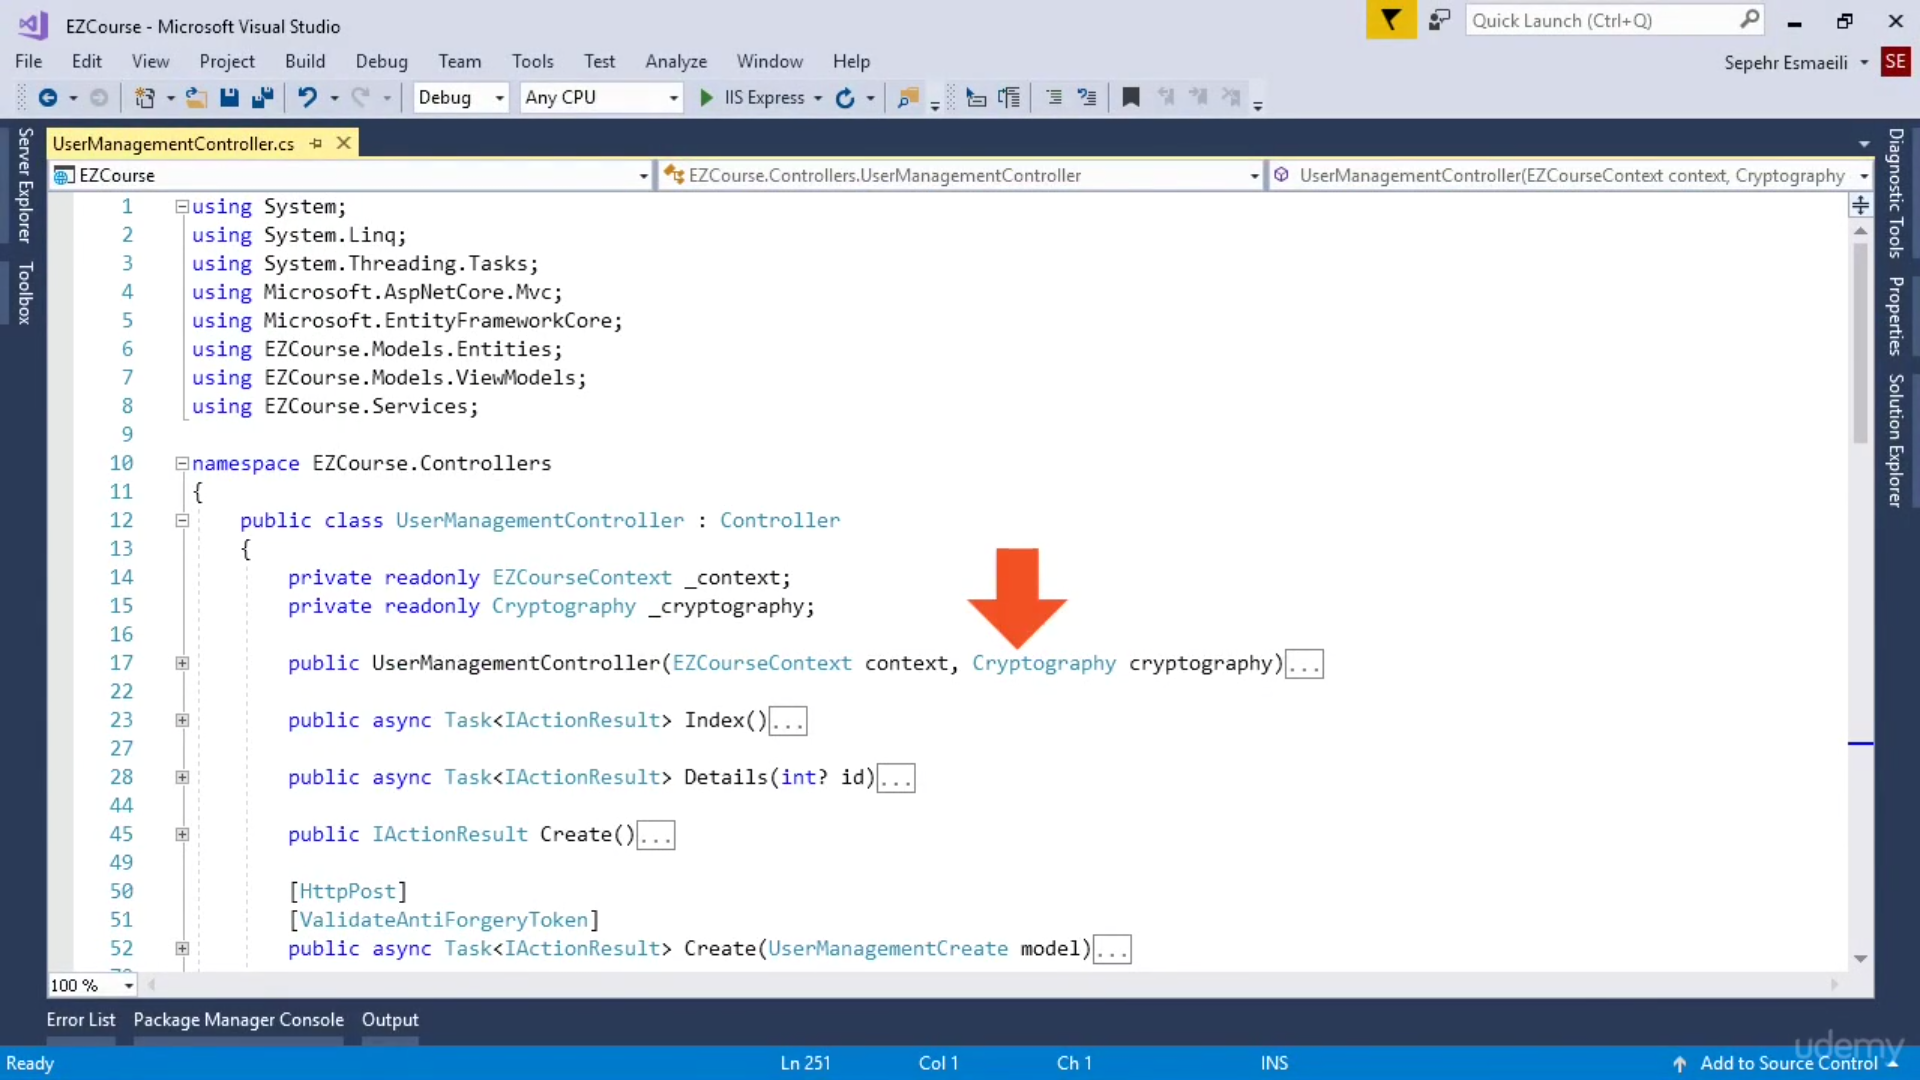 EZCourse - Microsoft Visual Studio
Quick Launch (Ctrl+Q)
File Edit View Project Build Debug Team Tools Test Analyze Window Help
Sepehr Esmaeili SE
Debug Any CPU IIS Express
Server Explorer
Toolbox
UserManagementController.cs
EZCourse EZCourse.Controllers.UserManagementController UserManagementController(EZCourseContext context, Cryptography
1 using System;
2 using System.Linq;
3 using System.Threading.Tasks;
4 using Microsoft.AspNetCore.Mvc;
5 using Microsoft.EntityFrameworkCore;
6 using EZCourse.Models.Entities;
7 using EZCourse.Models.ViewModels;
8 using EZCourse.Services;
9
10 namespace EZCourse.Controllers
11 {
12 public class UserManagementController : Controller
13 {
14 private readonly EZCourseContext _context;
15 private readonly Cryptography _cryptography;
16
17 public UserManagementController(EZCourseContext context, Cryptography cryptography)...
22
23 public async Task<IActionResult> Index()...
27
28 public async Task<IActionResult> Details(int? id)...
44
45 public IActionResult Create()...
49
50 [HttpPost]
51 [ValidateAntiForgeryToken]
52 public async Task<IActionResult> Create(UserManagementCreate model)...
Diagnostic Tools
Properties
Solution Explorer
100 %
Error List Package Manager Console Output
udemy
Ready Ln 251 Col 1 Ch 1 INS Add to Source Control